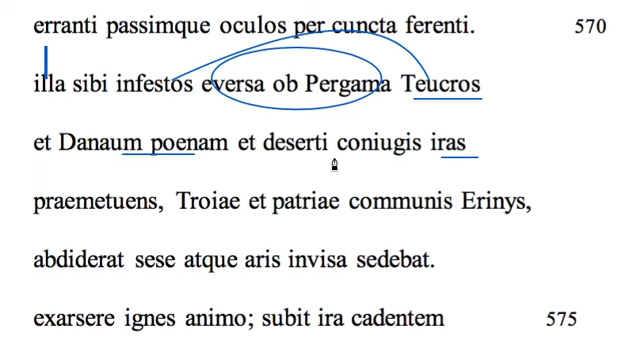 erranti passimque oculos per cuncta ferenti. 570
illa sibi infestos eversa ob Pergama Teucros
et Danaum poenam et deserti coniugis iras
praemetuens, Troiae et patriae communis Erinys,
abdiderat sese atque aris invisa sedebat.
exarsere ignes animo; subit ira cadentem 575